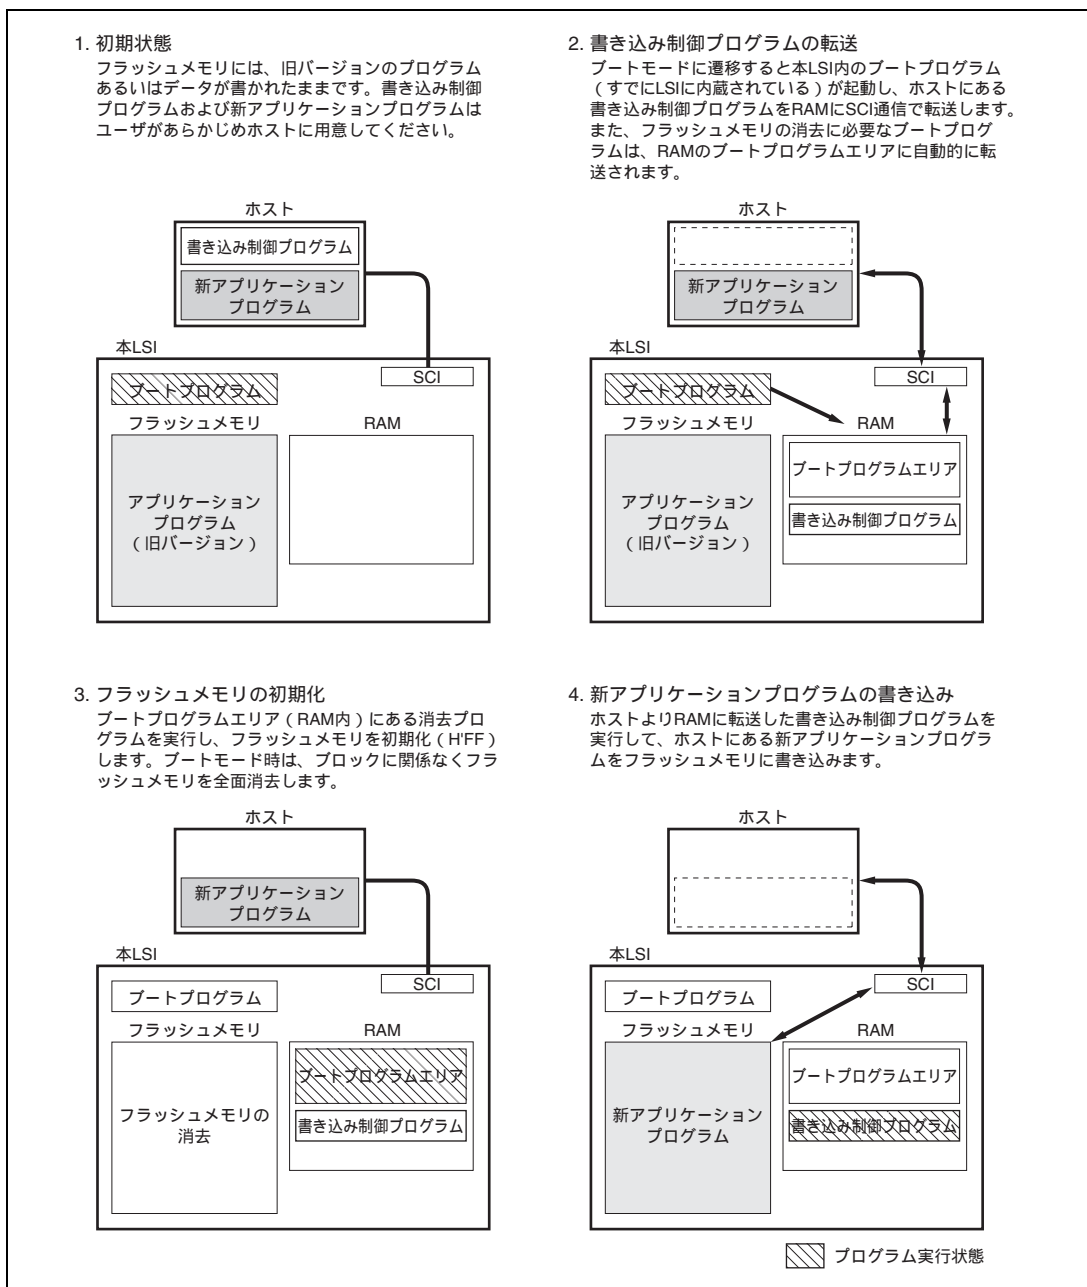 1. 初期状態
フラッシュメモリには、旧バージョンのプログラム
あるいはデータが書かれたままです。書き込み制御
プログラムおよび新アプリケーションプログラムは
ユーザがあらかじめホストに用意してください。
ホスト
書き込み制御プログラム
新アプリケーション
プログラム
本LSI
SCI
ブートプログラム
フラッシュメモリ
RAM
アプリケーション
プログラム
(旧バージョン)
2. 書き込み制御プログラムの転送
ブートモードに遷移すると本LSI内のブートプログラム
(すでにLSIに内蔵されている)が起動し、ホストにある
書き込み制御プログラムをRAMにSCI通信で転送します。
また、フラッシュメモリの消去に必要なブートプログ
ラムは、RAMのブートプログラムエリアに自動的に転
送されます。
ホスト
新アプリケーション
プログラム
本LSI
SCI
ブートプログラム
フラッシュメモリ
RAM
ブートプログラムエリア
アプリケーション
プログラム
(旧バージョン)
書き込み制御プログラム
3. フラッシュメモリの初期化
ブートプログラムエリア(RAM内)にある消去プロ
グラムを実行し、フラッシュメモリを初期化(H'FF)
します。ブートモード時は、ブロックに関係なくフラ
ッシュメモリを全面消去します。
ホスト
新アプリケーション
プログラム
本LSI
SCI
ブートプログラム
フラッシュメモリ
RAM
ブートプログラムエリア
フラッシュメモリの
消去
書き込み制御プログラム
4. 新アプリケーションプログラムの書き込み
ホストよりRAMに転送した書き込み制御プログラムを
実行して、ホストにある新アプリケーションプログラ
ムをフラッシュメモリに書き込みます。
ホスト
本LSI
SCI
ブートプログラム
フラッシュメモリ
RAM
ブートプログラムエリア
新アプリケーション
プログラム
書き込み制御プログラム
プログラム実行状態